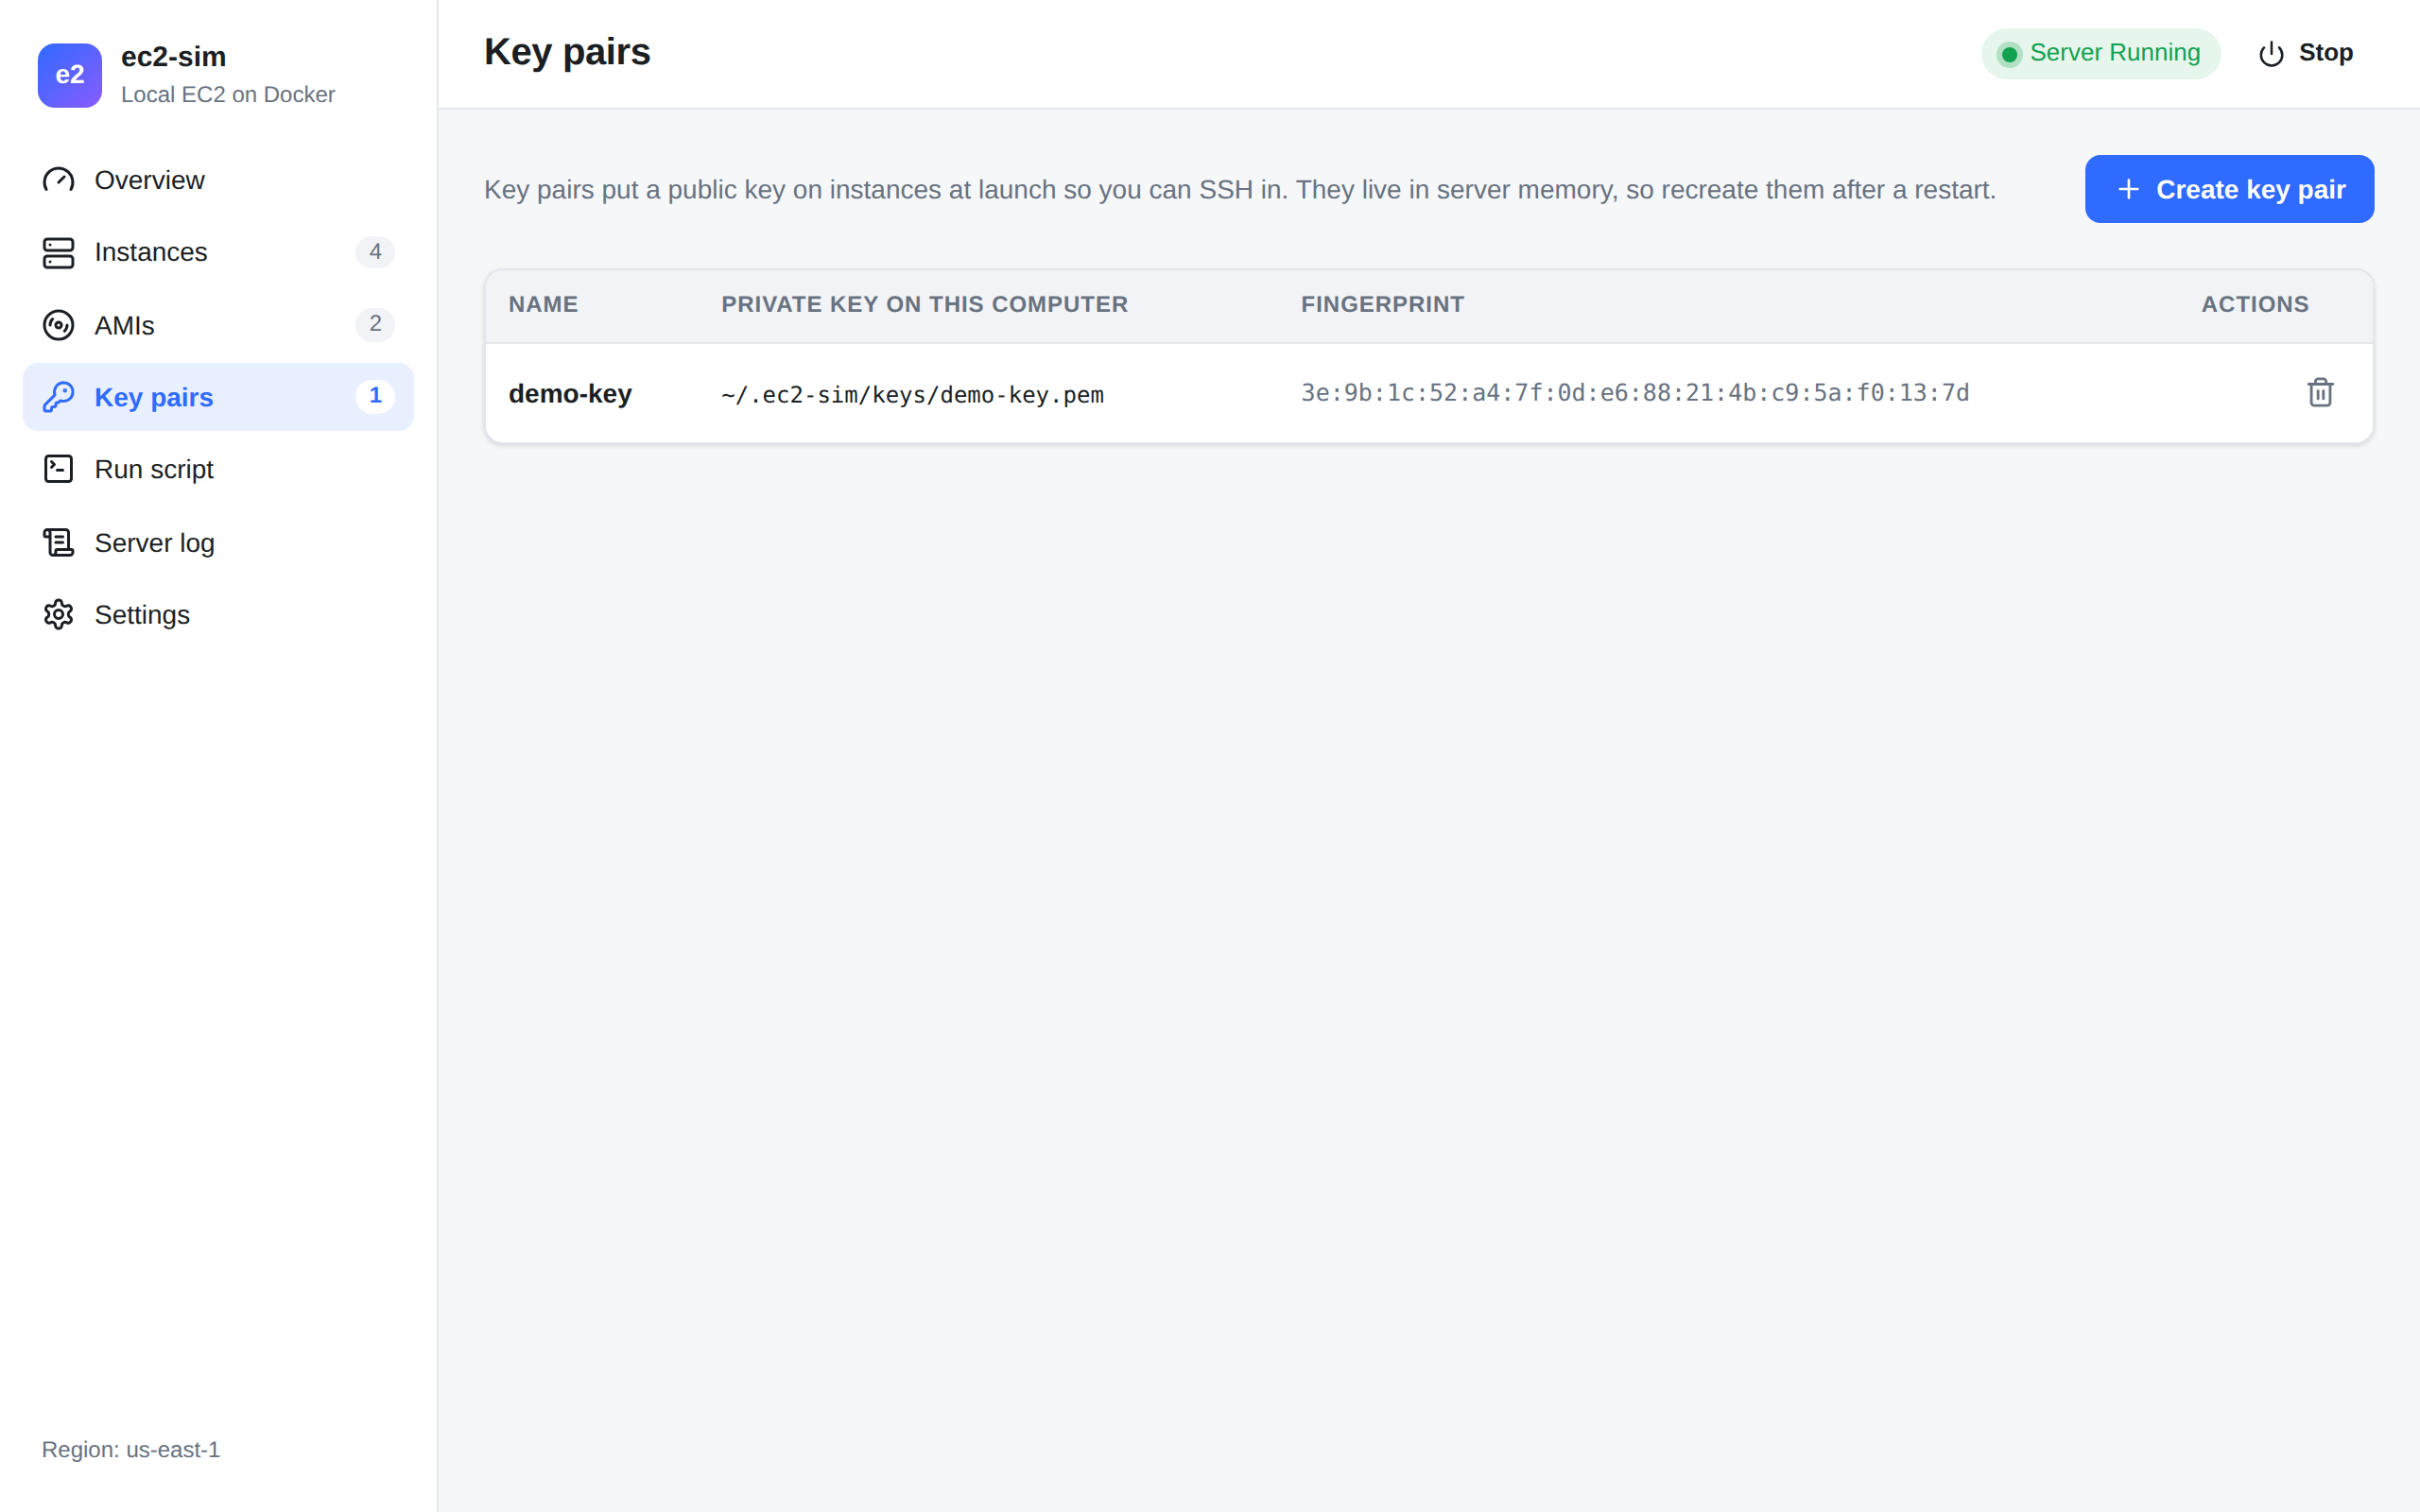 e2
ec2-sim
Local EC2 on Docker
Overview
Instances 4
AMIs 2
Key pairs 1
Run script
Server log
Settings
Region: us-east-1
Key pairs
Server Running
Stop
Key pairs put a public key on instances at launch so you can SSH in. They live in server memory, so recreate them after a restart.
Create key pair
NAME PRIVATE KEY ON THIS COMPUTER FINGERPRINT ACTIONS
demo-key ~/.ec2-sim/keys/demo-key.pem 3e:9b:1c:52:a4:7f:0d:e6:88:21:4b:c9:5a:f0:13:7d